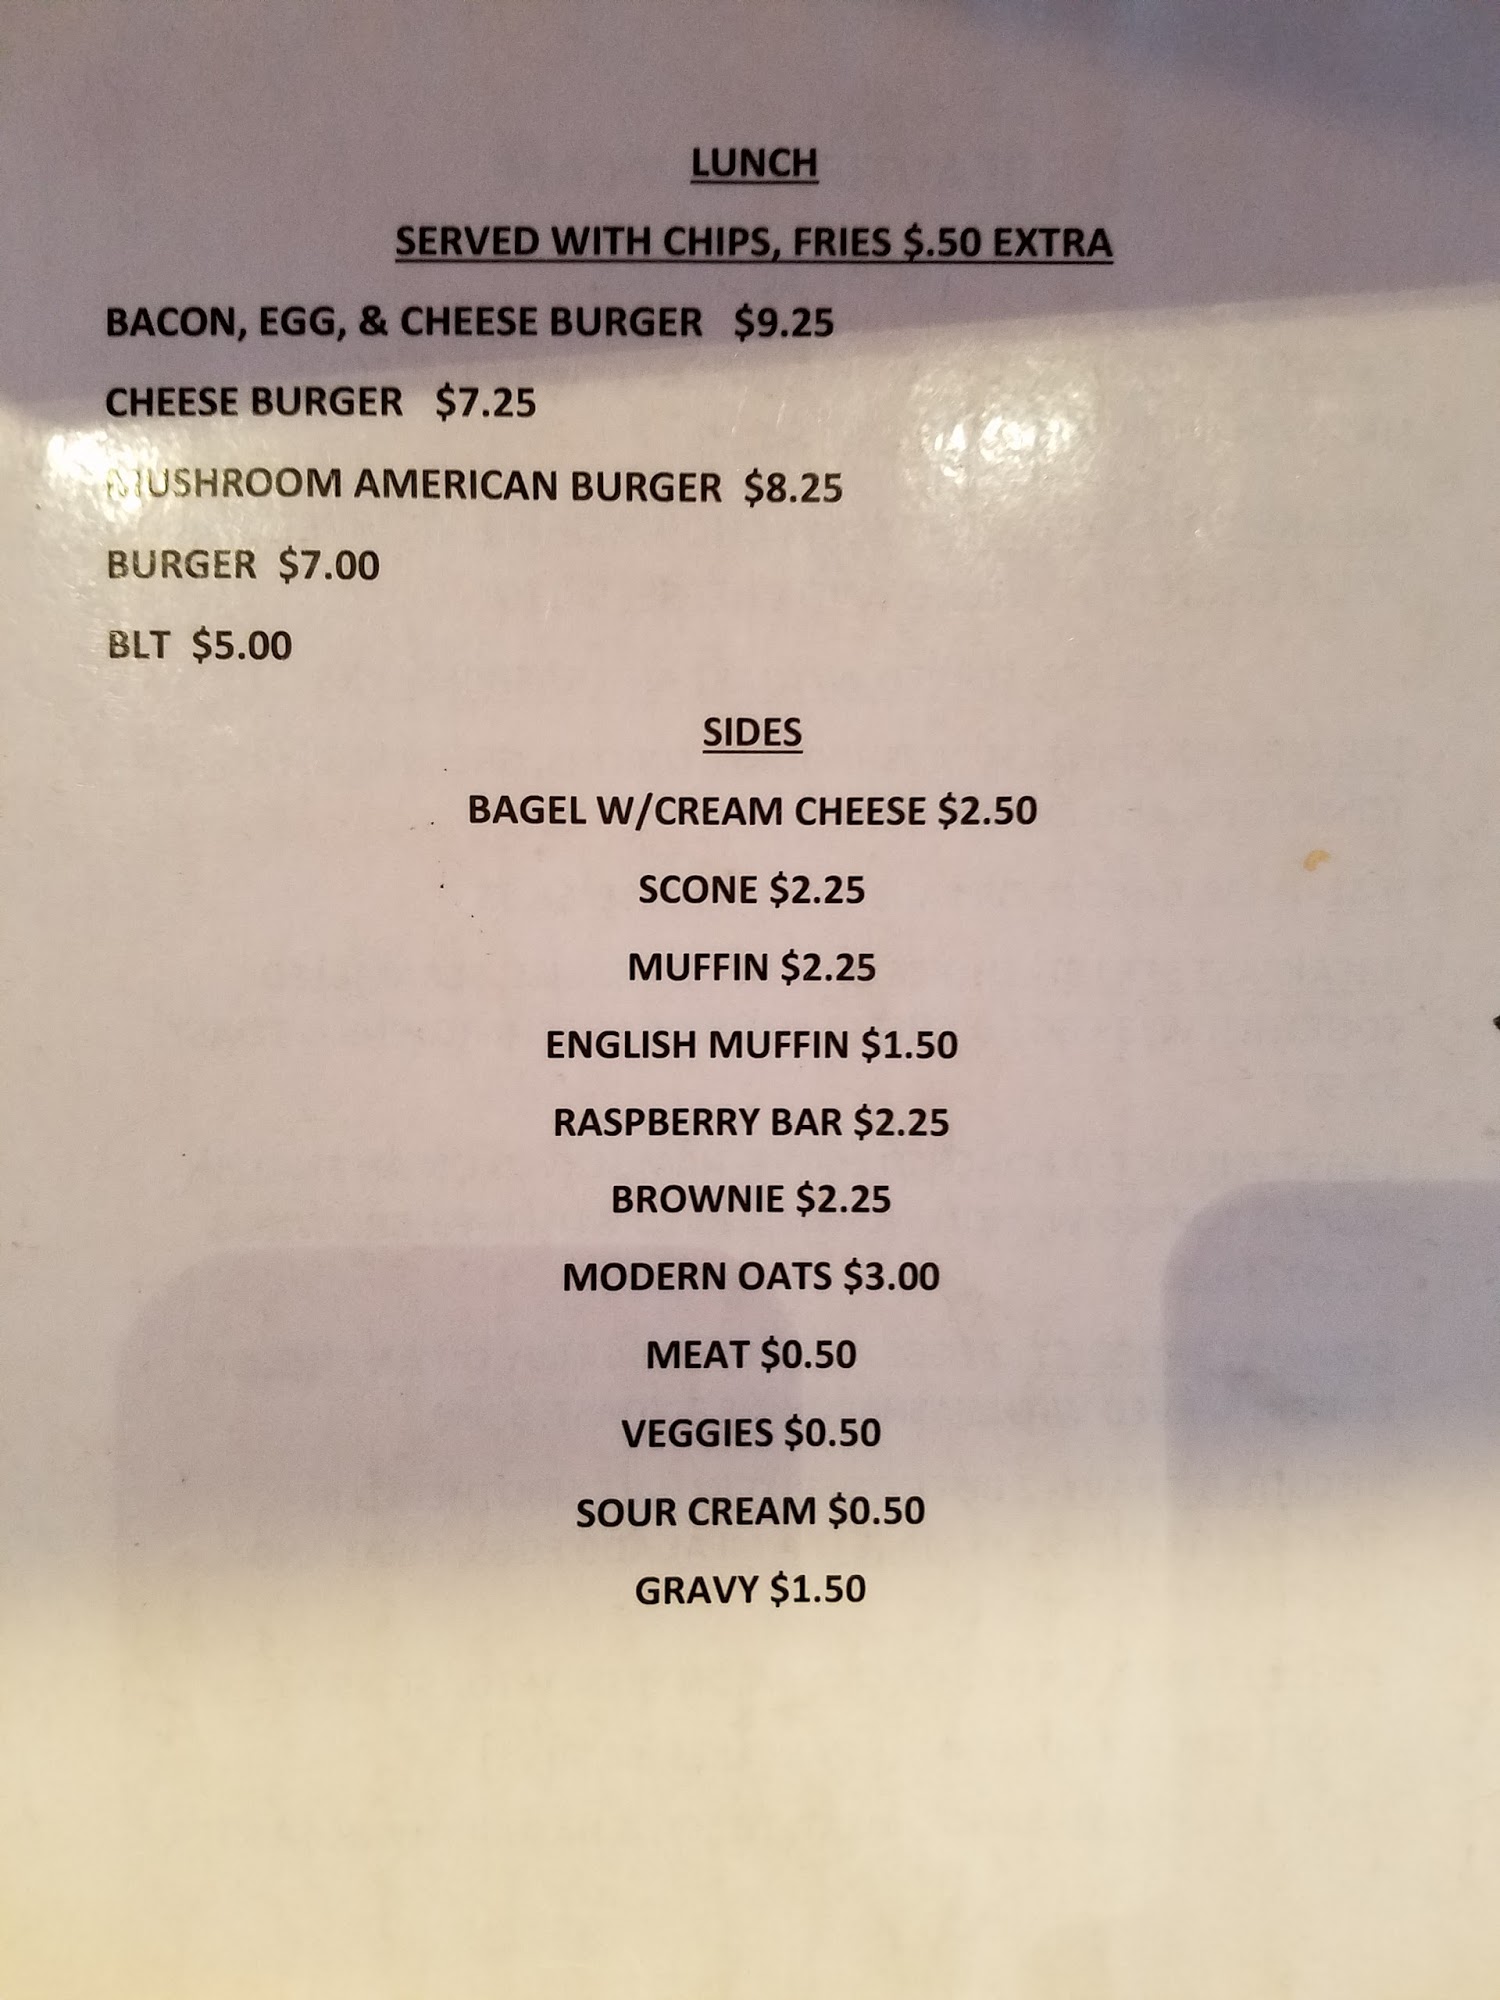 LUNCH
SERVED WITH CHIPS, FRIES $.50 EXTRA
BACON, EGG, & CHEESE BURGER $9.25
CHEESE BURGER $7.25
MUSHROOM AMERICAN BURGER $8.25
BURGER $7.00
BLT $5.00
SIDES
BAGEL W/CREAM CHEESE $2.50
SCONE $2.25
MUFFIN $2.25
ENGLISH MUFFIN $1.50
RASPBERRY BAR $2.25
BROWNIE $2.25
MODERN OATS $3.00
MEAT $0.50
VEGGIES $0.50
SOUR CREAM $0.50
GRAVY $1.50